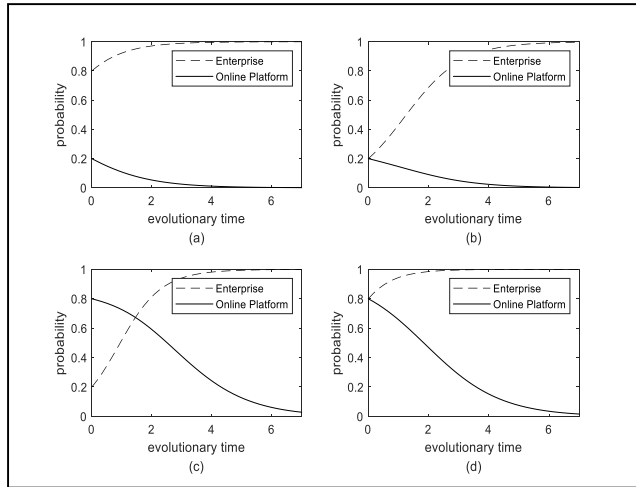 1
0.8
0.6
0.4
0.2
0
probability
Enterprise
Online Platform
0 2 4 6
evolutionary time
(a)
1
0.8
0.6
0.4
0.2
0
probability
Enterprise
Online Platform
0 2 4 6
evolutionary time
(b)
1
0.8
0.6
0.4
0.2
0
probability
Enterprise
Online Platform
0 2 4 6
evolutionary time
(c)
1
0.8
0.6
0.4
0.2
0
probability
Enterprise
Online Platform
0 2 4 6
evolutionary time
(d)